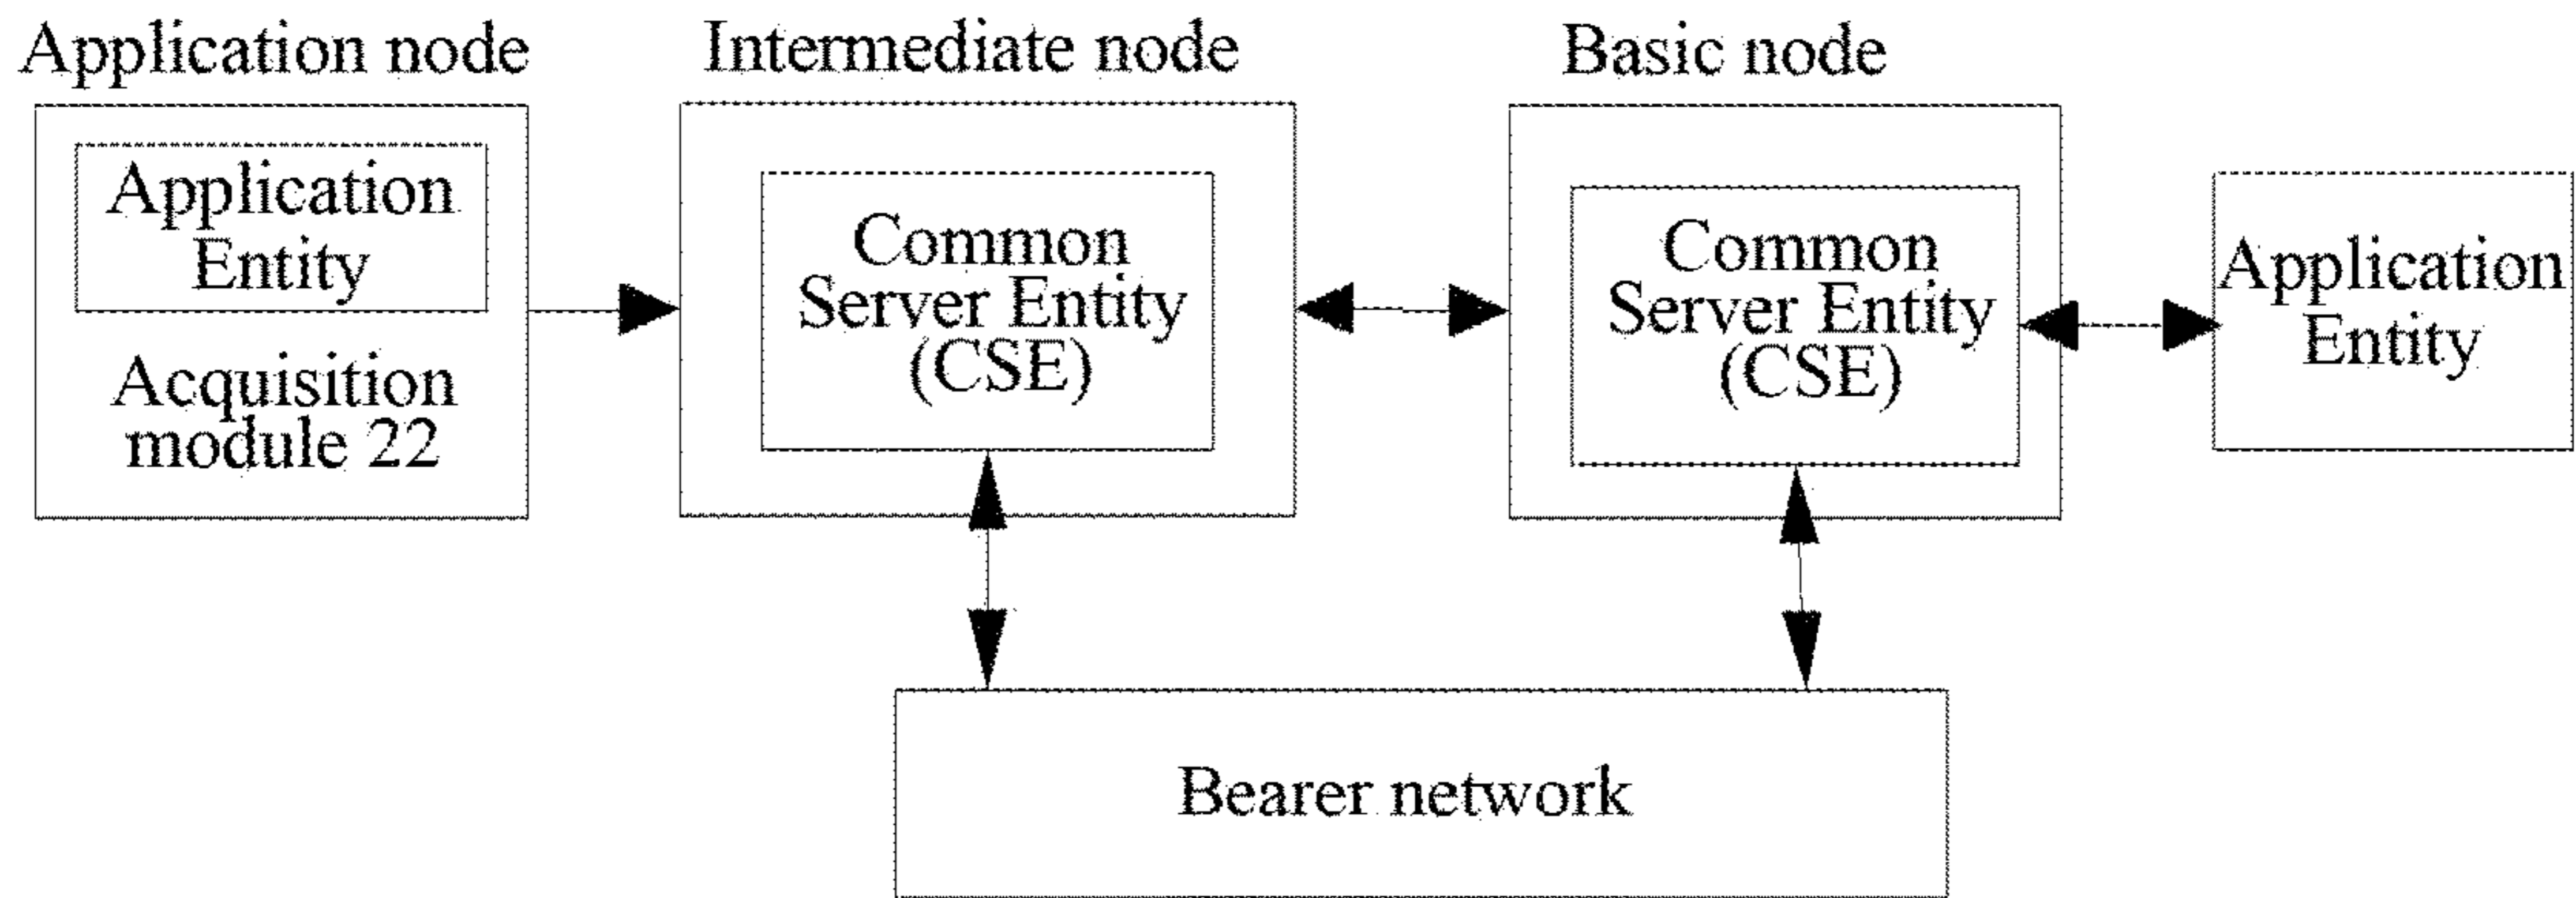 Application node
Intermediate node
Basic node
Application
Entity
Acquisition
module 22
Common
Server Entity
(CSE)
Common
Server Entity
(CSE)
Application
Entity
Bearer network